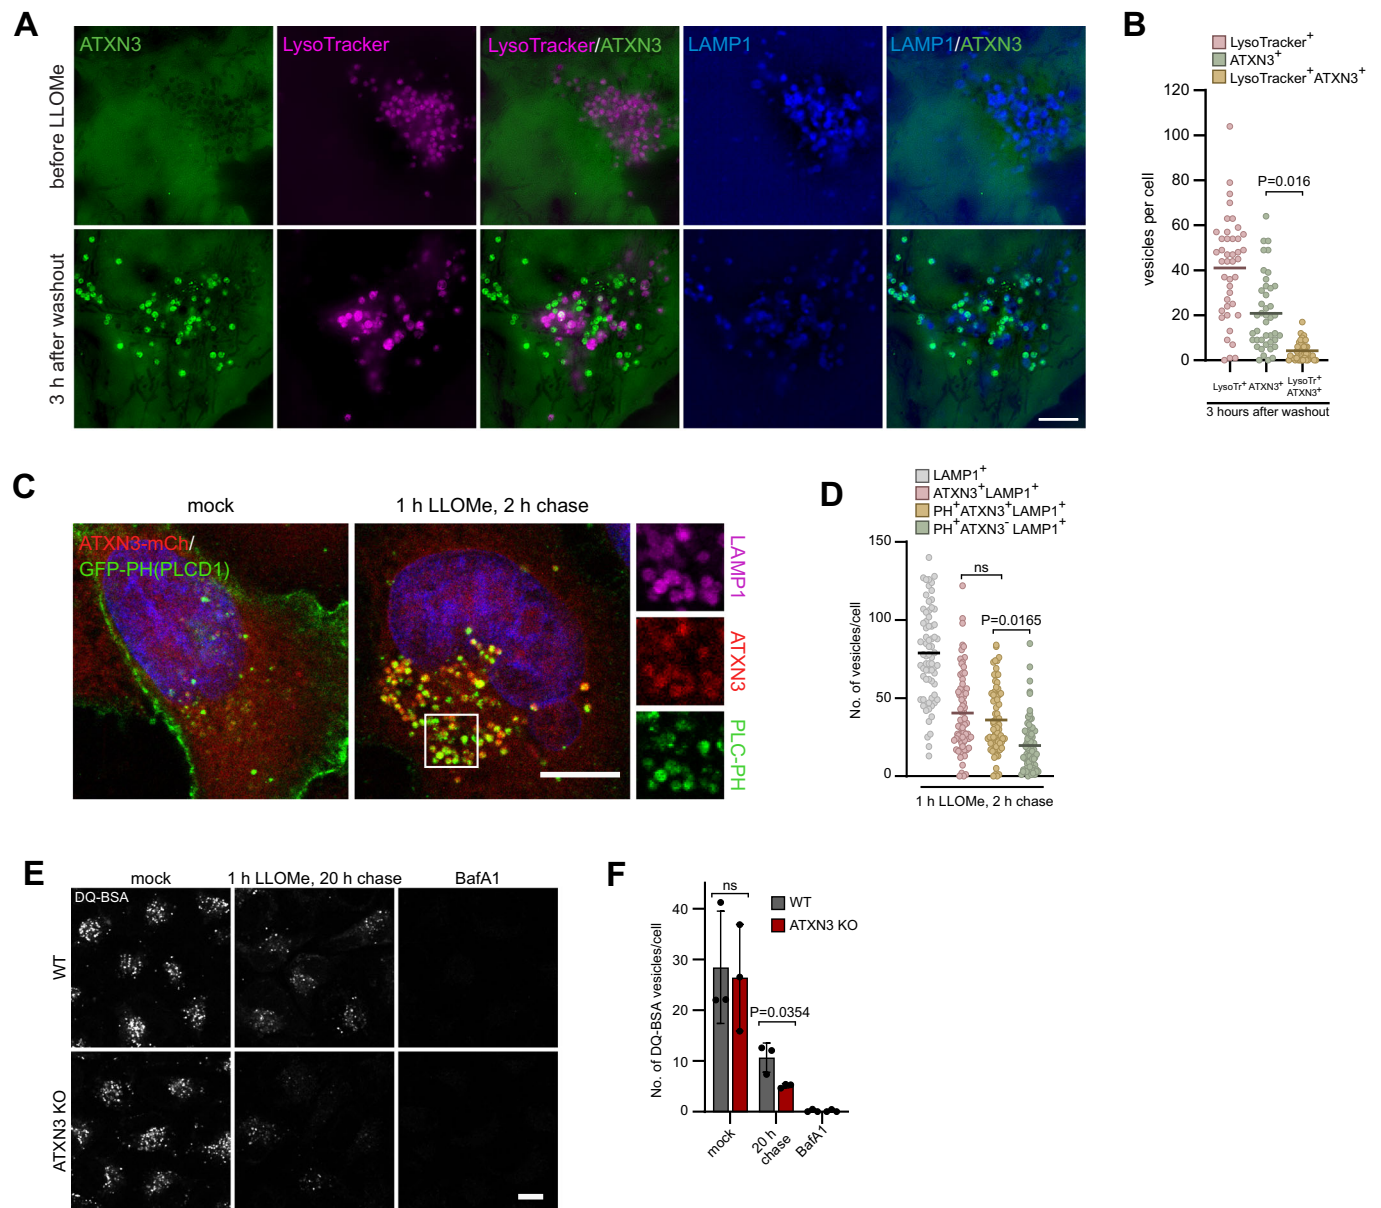 A
ATXN3
LysoTracker
LysoTracker/ATXN3
LAMP1
LAMP1/ATXN3
before LLOMe
3 h after washout
B
LysoTracker+
ATXN3+
LysoTracker+ATXN3+
120
100
80
60
40
20
0
vesicles per cell
P=0.016
LysoTr+
ATXN3+
LysoTr+
ATXN3+
3 hours after washout
C
mock
1 h LLOMe, 2 h chase
ATXN3-mCh/
GFP-PH(PLCD1)
LAMP1
ATXN3
PLC-PH
D
LAMP1+
ATXN3+LAMP1+
PH+ATXN3+LAMP1+
PH+ATXN3- LAMP1+
150
100
50
0
No. of vesicles/cell
ns
P=0.0165
1 h LLOMe, 2 h chase
E
mock
1 h LLOMe, 20 h chase
BafA1
DQ-BSA
WT
ATXN3 KO
F
WT
ATXN3 KO
40
30
20
10
0
No. of DQ-BSA vesicles/cell
ns
P=0.0354
mock
20 h
chase
BafA1